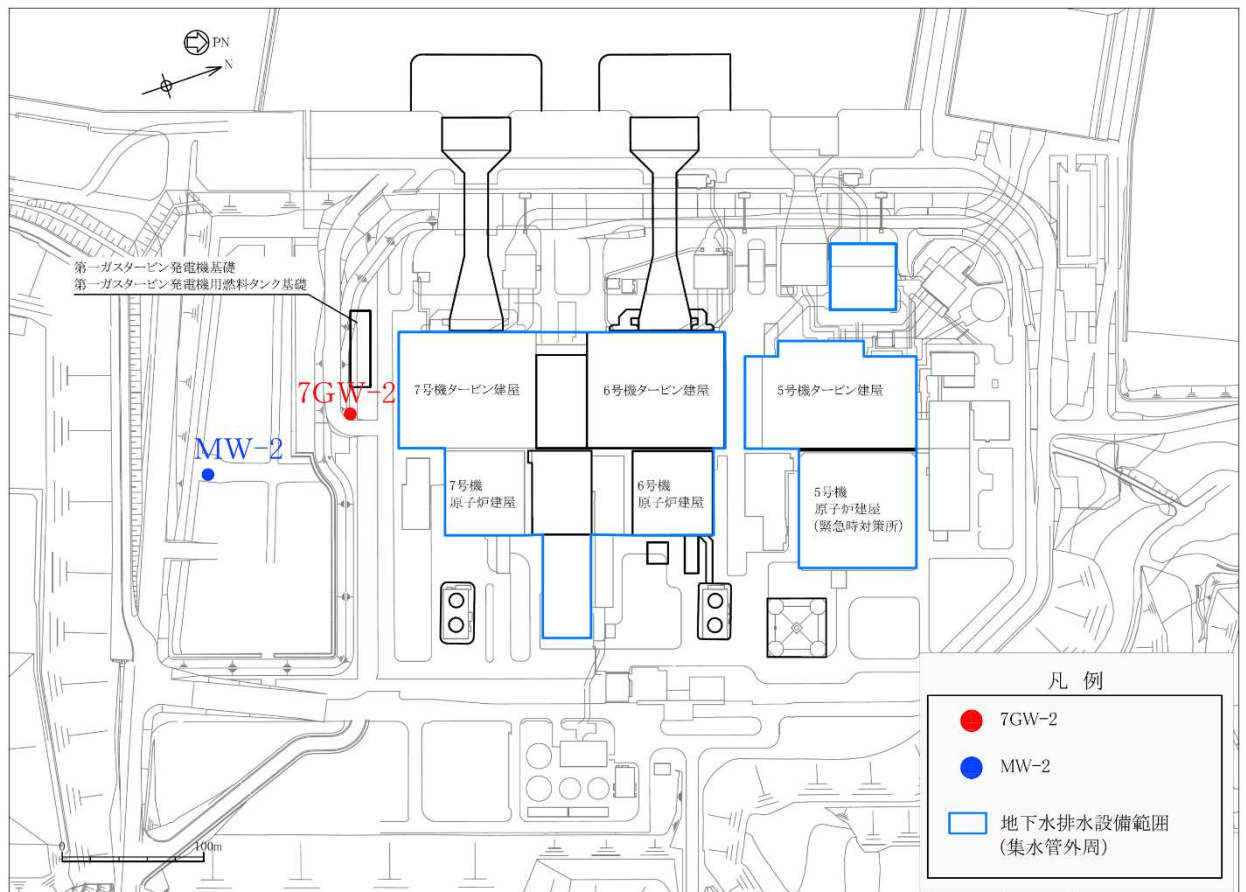 PN
N
第一ガスタービン発電機基礎
第一ガスタービン発電機用燃料タンク基礎
7GW-2
MW-2
7号機タービン建屋
6号機タービン建屋
5号機タービン建屋
7号機
原子炉建屋
6号機
原子炉建屋
5号機
原子炉建屋
(緊急時対策所)
凡 例
7GW-2
MW-2
地下水排水設備範囲
(集水管外周)
0
100m